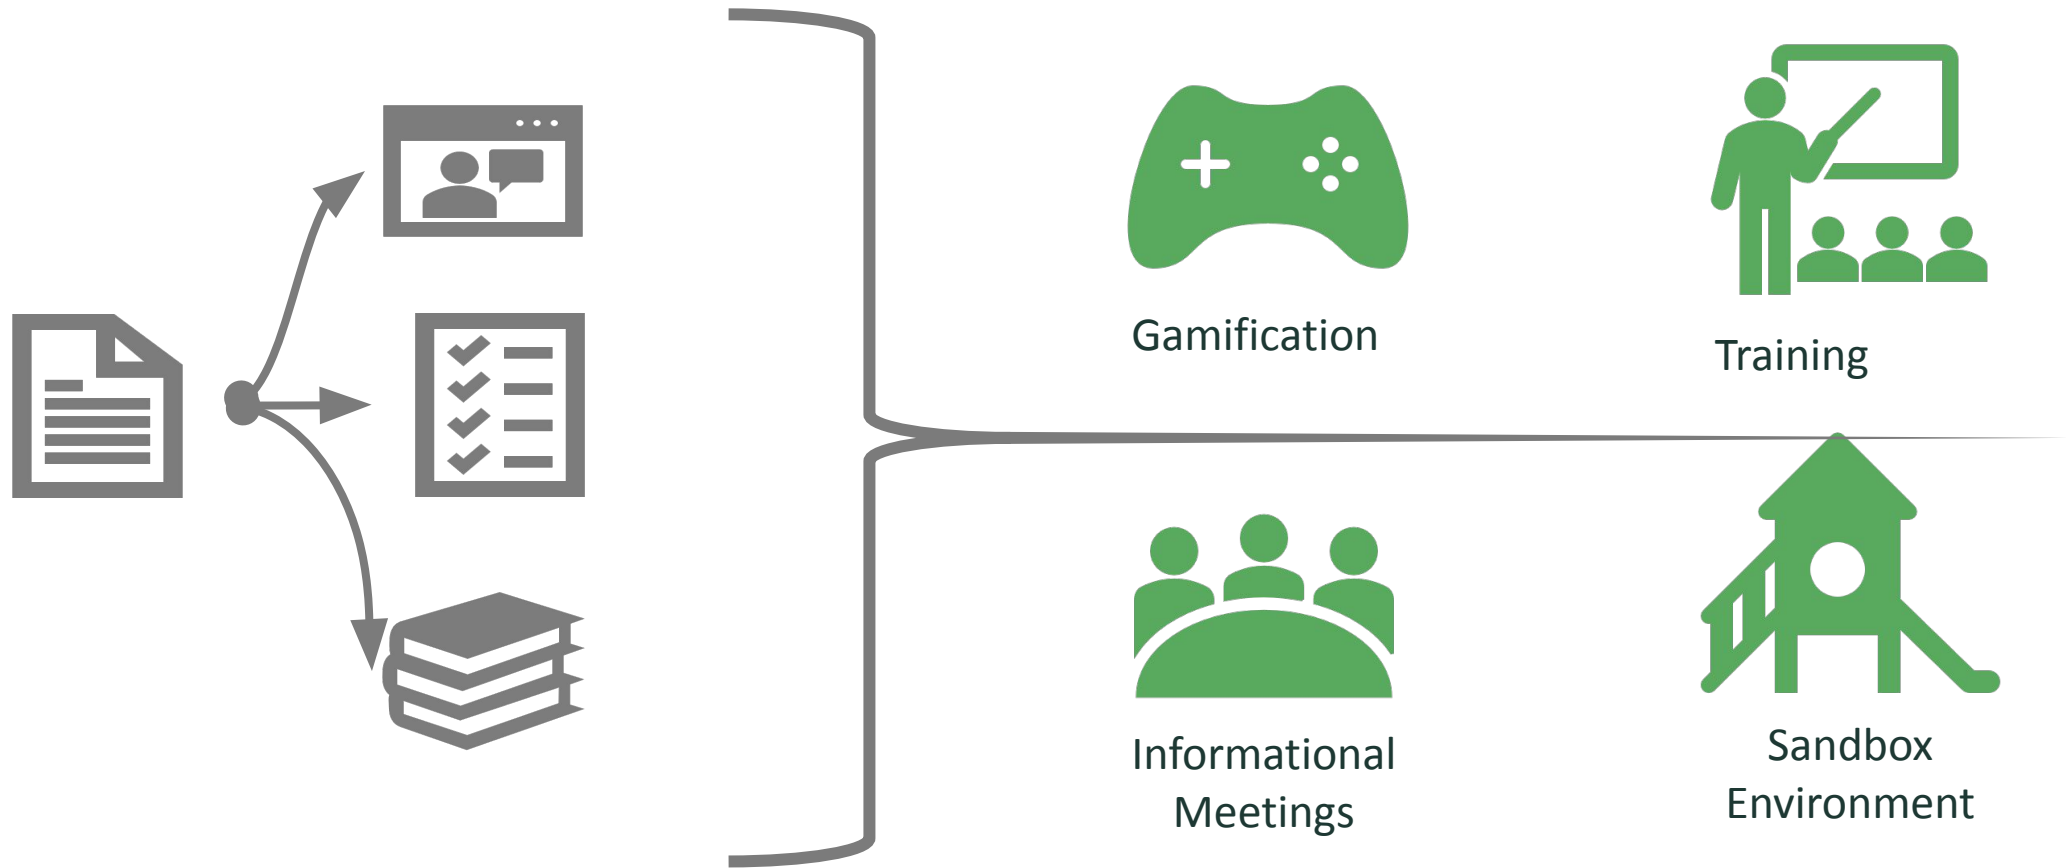 Gamification
Training
Informational
Meetings
Sandbox
Environment